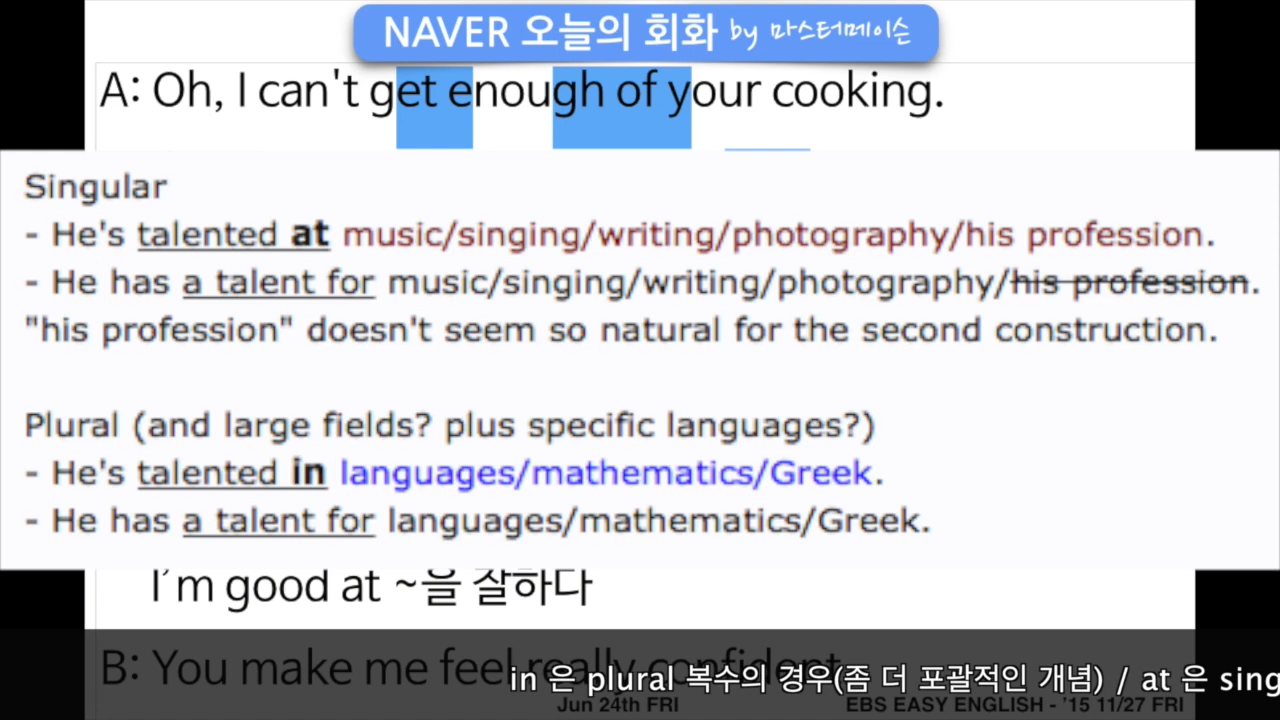 NAVER 오늘의 회화 by 마스터메이슨
A: Oh, I can't get enough of your cooking.
Singular
- He's talented at music/singing/writing/photography/his profession.
- He has a talent for music/singing/writing/photography/his profession.
"his profession" doesn't seem so natural for the second construction.
Plural (and large fields? plus specific languages?)
- He's talented in languages/mathematics/Greek.
- He has a talent for languages/mathematics/Greek.
I'm good at ~을 잘하다
B: You make me feel really confident.
in 은 plural 복수의 경우(좀 더 포괄적인 개념) / at 은 sing
Jun 24th FRI
EBS EASY ENGLISH - '15 11/27 FRI